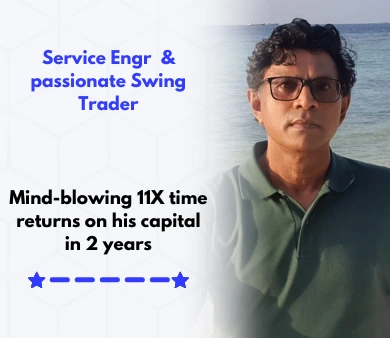 Service Engr  &
passionate Swing
Trader
Mind-blowing 11X time
returns on his capital
in 2 years